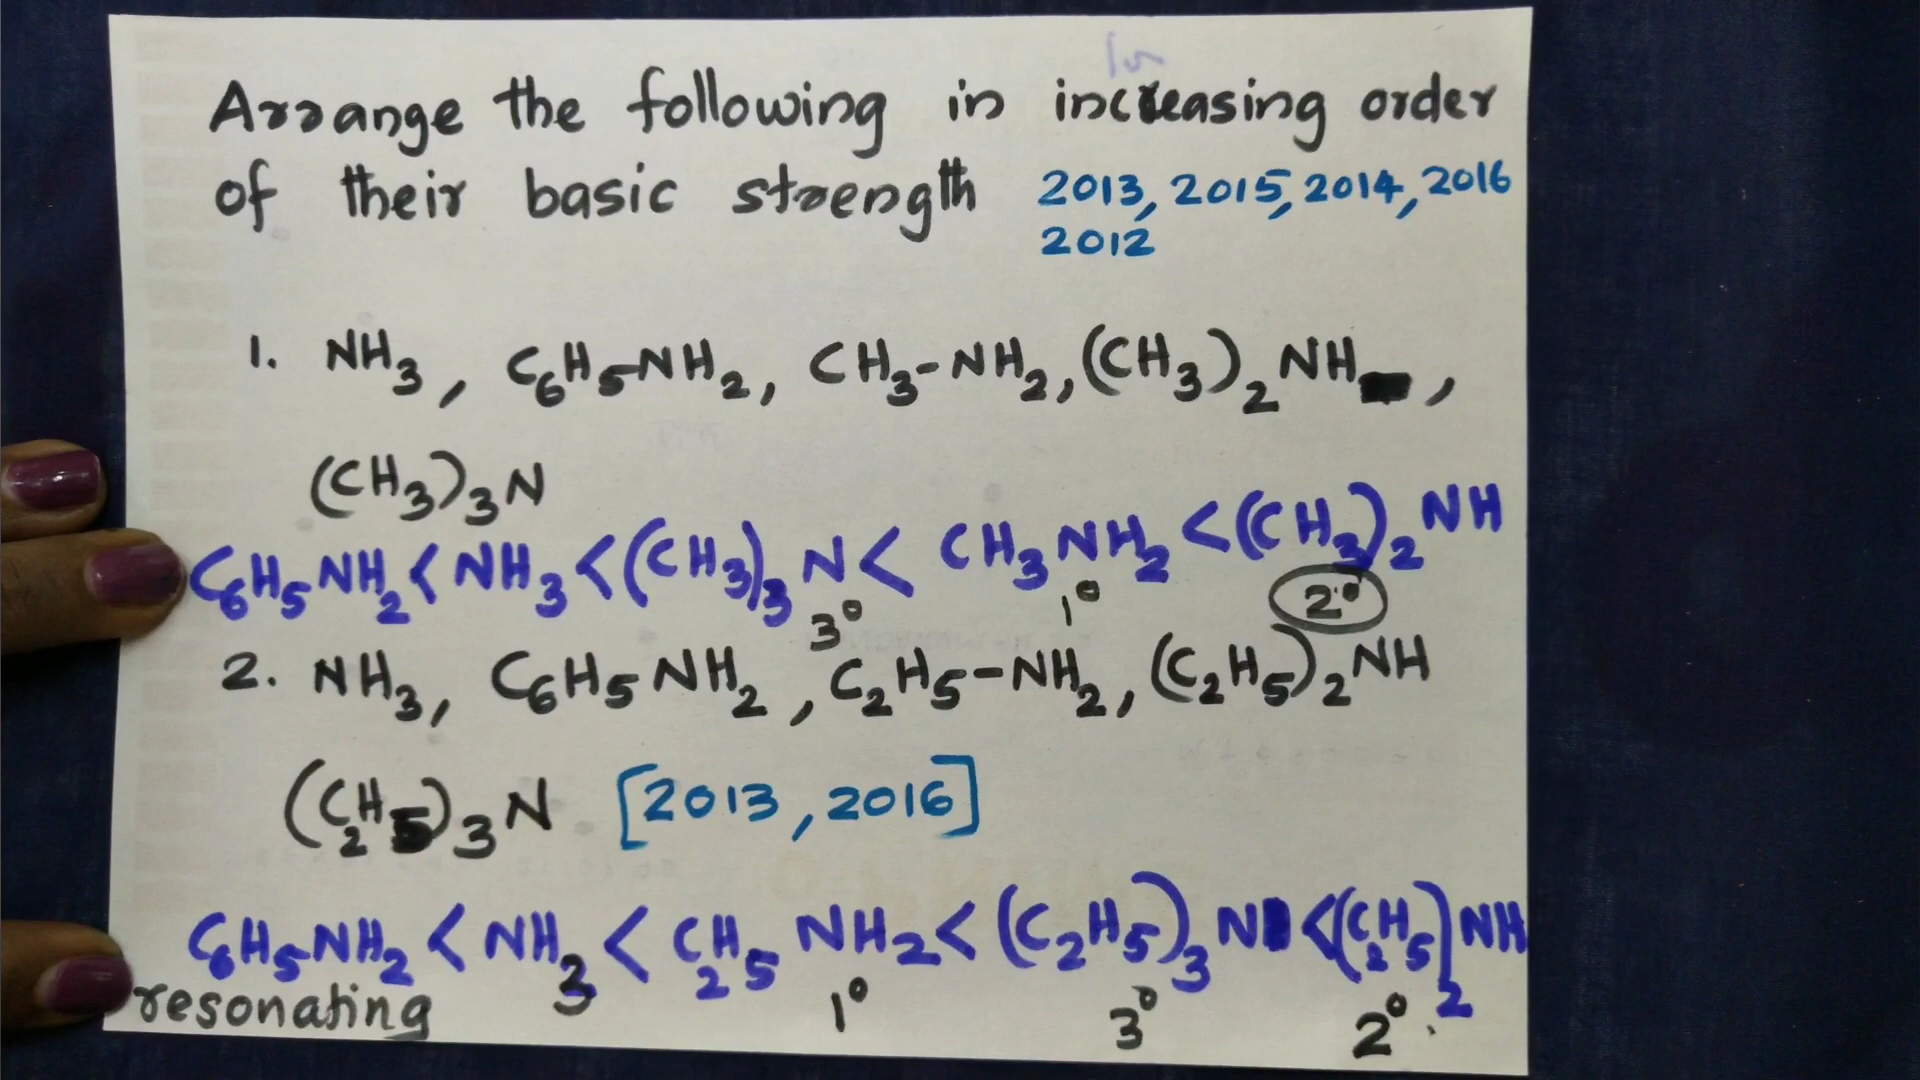 Arrange the following in increasing order
of their basic strength 2013, 2015, 2014, 2016
2012
1. NH₃, C₆H₅NH₂, CH₃-NH₂, (CH₃)₂NH,
(CH₃)₃N
C₆H₅NH₂ < NH₃ < (CH₃)₃N < CH₃NH₂ < (CH₃)₂NH
3° 1° 2°
2. NH₃, C₆H₅NH₂, C₂H₅-NH₂, (C₂H₅)₂NH
(C₂H₅)₃N [2013, 2016]
C₆H₅NH₂ < NH₃ < C₂H₅NH₂ < (C₂H₅)₃N < (C₂H₅)₂NH
resonating 1° 3° 2°.